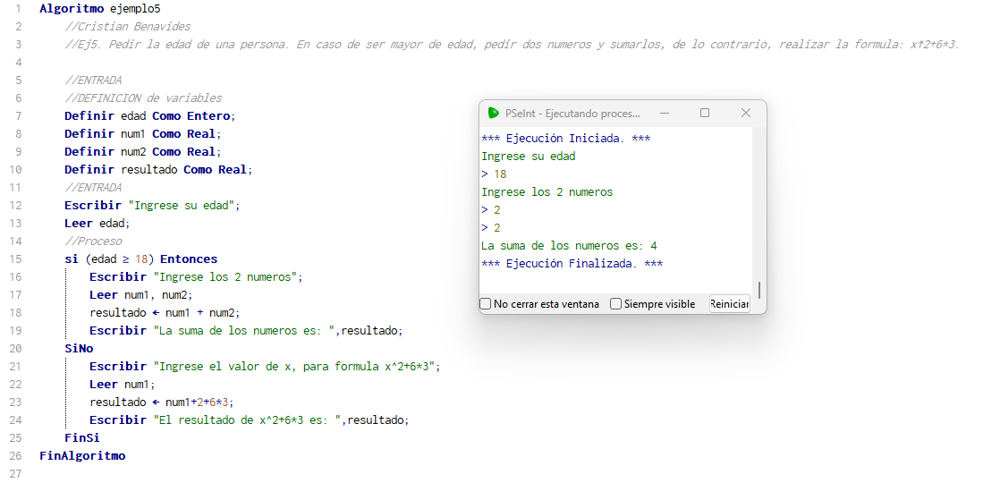 1 Algoritmo ejemplo5
2 //Cristian Benavides
3 //Ej5. Pedir la edad de una persona. En caso de ser mayor de edad, pedir dos numeros y sumarlos, de lo contrario, realizar la formula: x↑2+6*3.
4
5 //ENTRADA
6 //DEFINICION de variables
7 Definir edad Como Entero;
8 Definir num1 Como Real;
9 Definir num2 Como Real;
10 Definir resultado Como Real;
11 //ENTRADA
12 Escribir "Ingrese su edad";
13 Leer edad;
14 //Proceso
15 si (edad ≥ 18) Entonces
16 Escribir "Ingrese los 2 numeros";
17 Leer num1, num2;
18 resultado ← num1 + num2;
19 Escribir "La suma de los numeros es: ",resultado;
20 SiNo
21 Escribir "Ingrese el valor de x, para formula x^2+6*3";
22 Leer num1;
23 resultado ← num1+2+6*3;
24 Escribir "El resultado de x^2+6*3 es: ",resultado;
25 FinSi
26 FinAlgoritmo
27
PSeInt - Ejecutando proces...
*** Ejecución Iniciada. ***
Ingrese su edad
> 18
Ingrese los 2 numeros
> 2
> 2
La suma de los numeros es: 4
*** Ejecución Finalizada. ***
No cerrar esta ventana Siempre visible Reiniciar